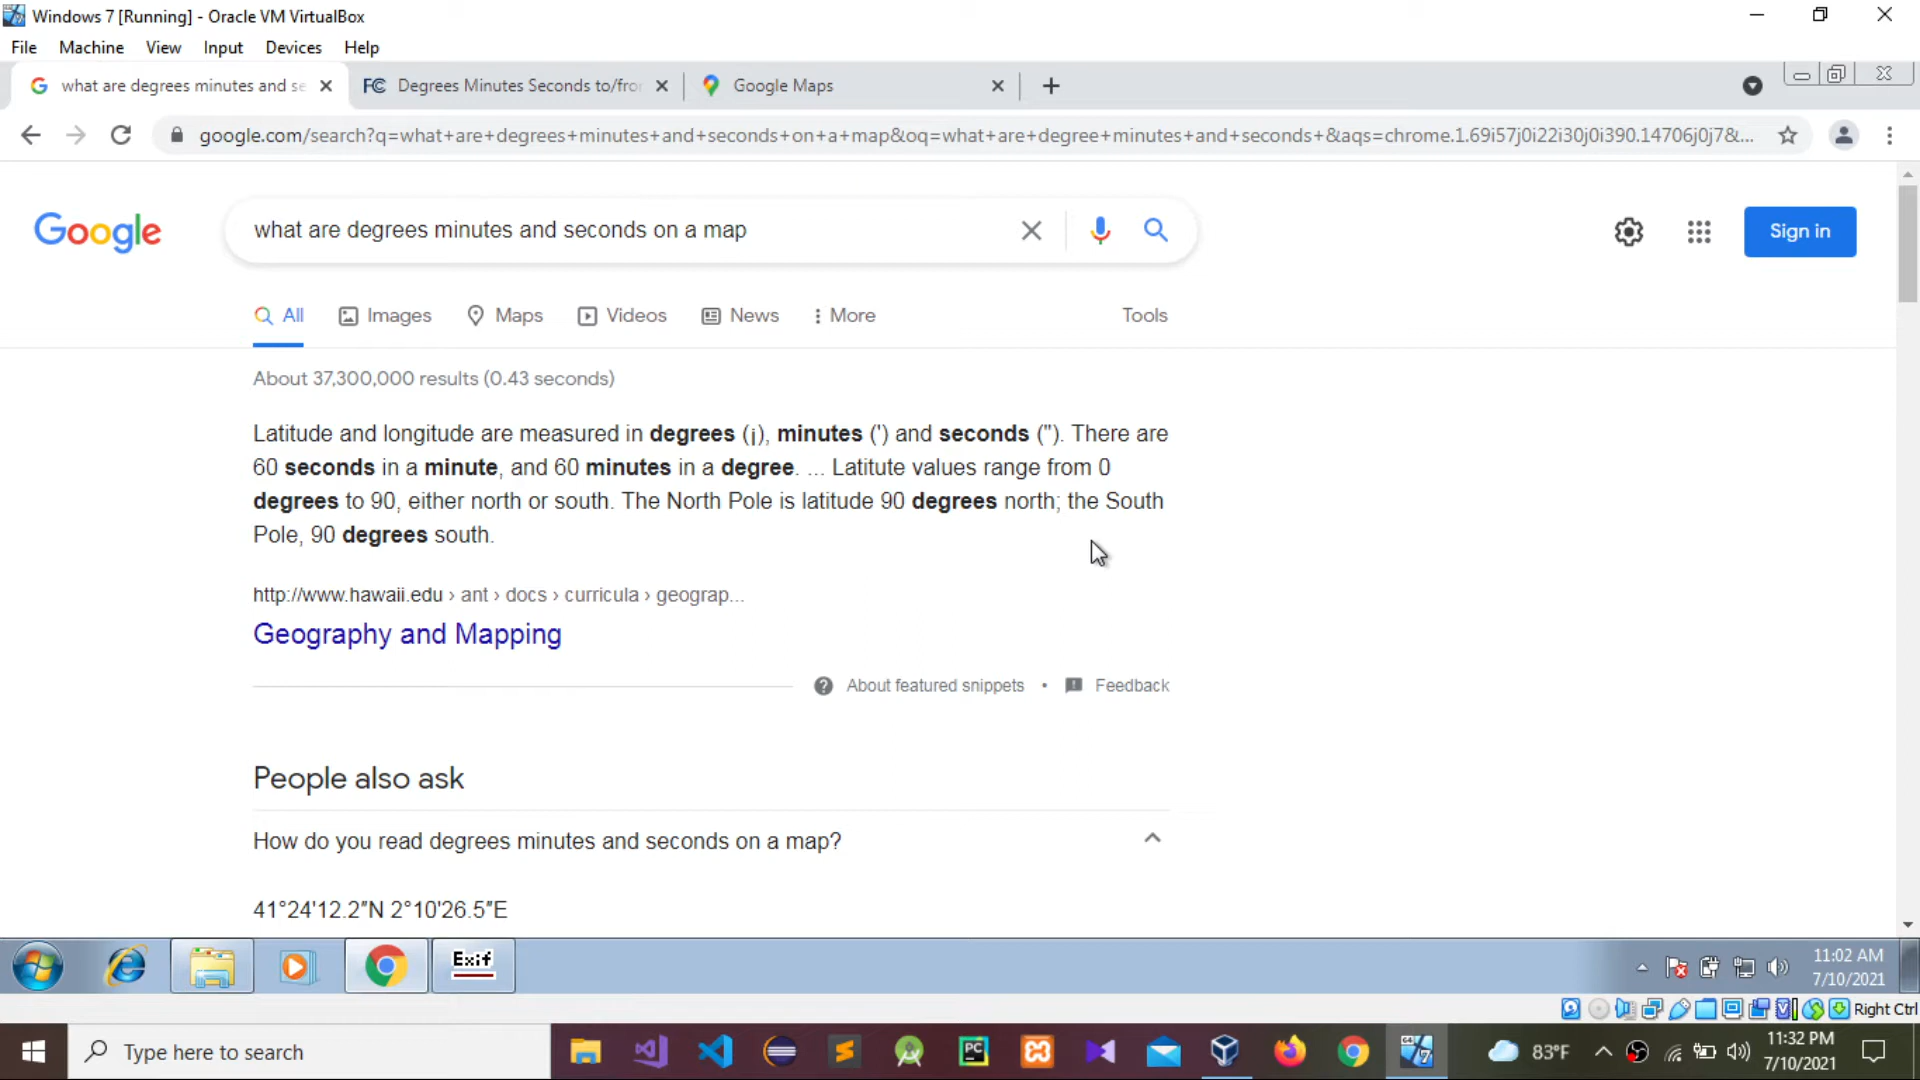 Windows 7 [Running] - Oracle VM VirtualBox
File Machine View Input Devices Help
what are degrees minutes and se
FC Degrees Minutes Seconds to/fror
Google Maps
google.com/search?q=what+are+degrees+minutes+and+seconds+on+a+map&oq=what+are+degree+minutes+and+seconds+&aqs=chrome.1.69i57j0i22i30j0i390.14706j0j7&...
Google
what are degrees minutes and seconds on a map
Sign in
All Images Maps Videos News More Tools
About 37,300,000 results (0.43 seconds)
Latitude and longitude are measured in degrees (¡), minutes (') and seconds ("). There are
60 seconds in a minute, and 60 minutes in a degree. ... Latitute values range from 0
degrees to 90, either north or south. The North Pole is latitude 90 degrees north; the South
Pole, 90 degrees south.
http://www.hawaii.edu › ant › docs › curricula › geograp...
Geography and Mapping
About featured snippets • Feedback
People also ask
How do you read degrees minutes and seconds on a map?
41°24'12.2″N 2°10'26.5″E
Exif
11:02 AM
7/10/2021
Right Ctrl
Type here to search
PC
64
7
83°F
11:32 PM
7/10/2021